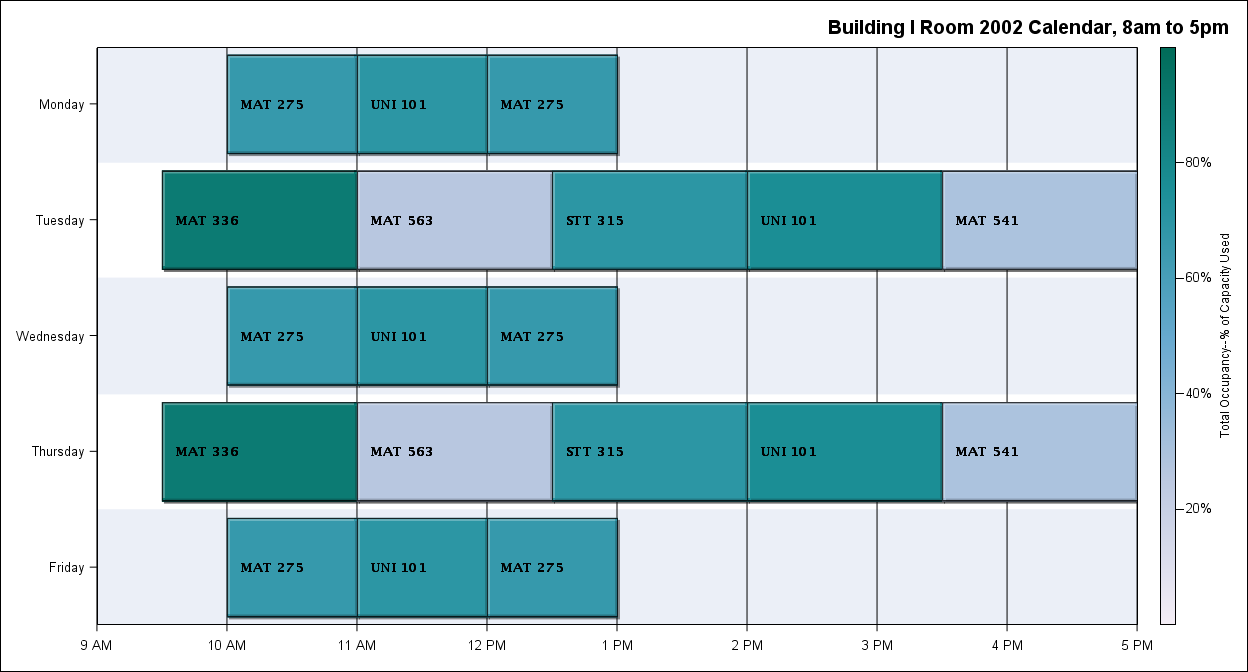 Building I Room 2002 Calendar, 8am to 5pm
Monday
MAT 275
UNI 101
MAT 275
Tuesday
MAT 336
MAT 563
STT 315
UNI 101
MAT 541
Wednesday
MAT 275
UNI 101
MAT 275
Thursday
MAT 336
MAT 563
STT 315
UNI 101
MAT 541
Friday
MAT 275
UNI 101
MAT 275
9 AM
10 AM
11 AM
12 PM
1 PM
2 PM
3 PM
4 PM
5 PM
80%
60%
40%
20%
Total Occupancy--% of Capacity Used